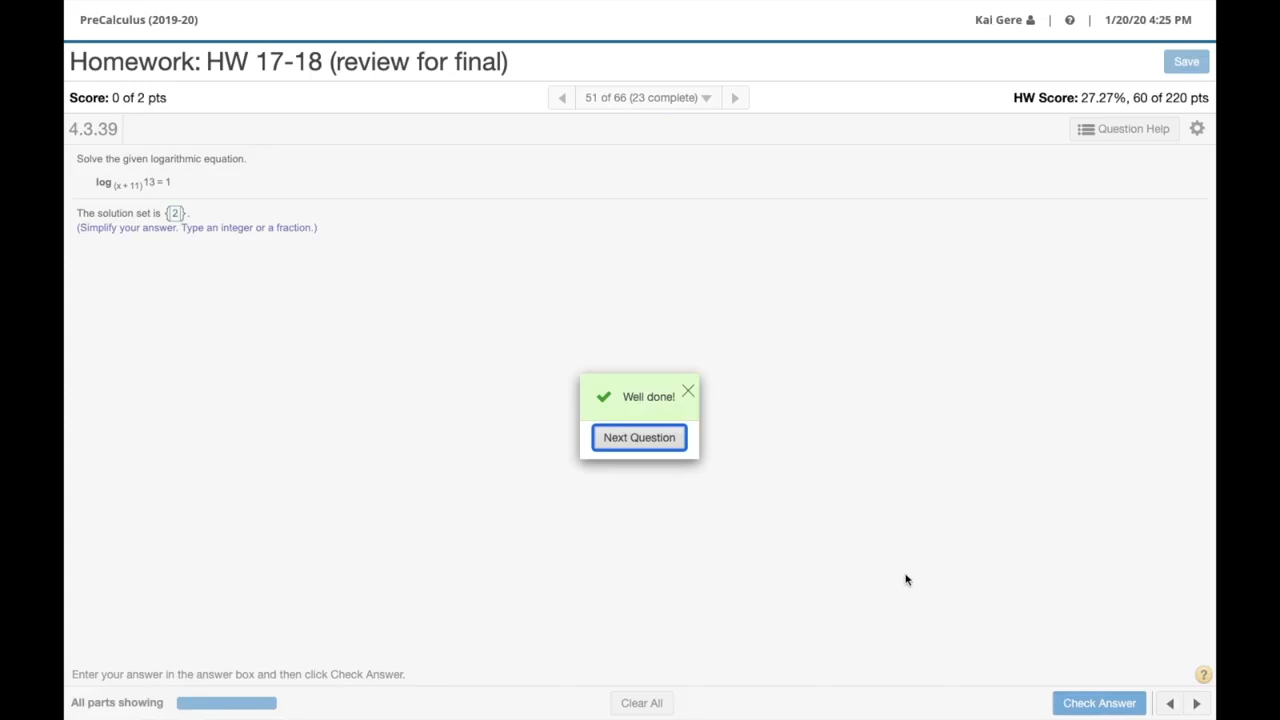 PreCalculus (2019-20)
Kai Gere | ? | 1/20/20 4:25 PM
Homework: HW 17-18 (review for final)
Save
Score: 0 of 2 pts
51 of 66 (23 complete)
HW Score: 27.27%, 60 of 220 pts
4.3.39
Question Help
Solve the given logarithmic equation.
log (x + 11) 13 = 1
The solution set is {2}.
(Simplify your answer. Type an integer or a fraction.)
Well done!
Next Question
Enter your answer in the answer box and then click Check Answer.
?
All parts showing
Clear All
Check Answer